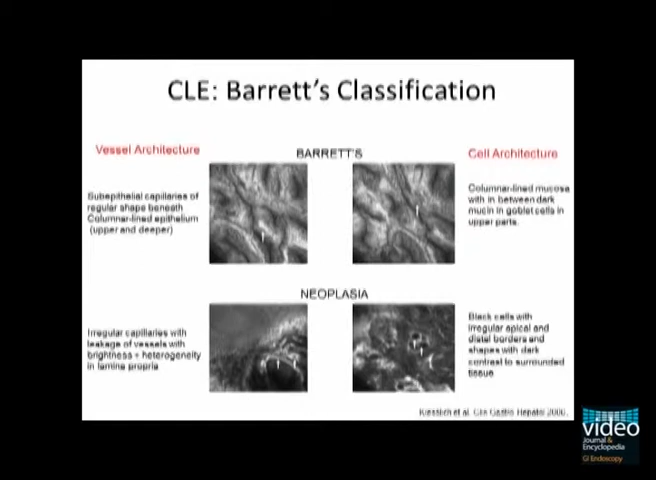 CLE: Barrett's Classification
Vessel Architecture
BARRETT'S
Cell Architecture
Subepithelial capillaries of
regular shape beneath
Columnar-lined epithelium
(upper and deeper)
Columnar-lined mucosa
with in between dark
mucin in goblet cells in
upper parts
NEOPLASIA
Irregular capillaries with
leakage of vessels with
brightness + heterogeneity
in lamina propria
Black cells with
irregular apical and
distal borders and
shapes with dark
contrast to surrounded
tissue
Kiesslich et al. Clin Gastro Hepatol
video
Journal &
Encyclopedia
GI Endoscopy